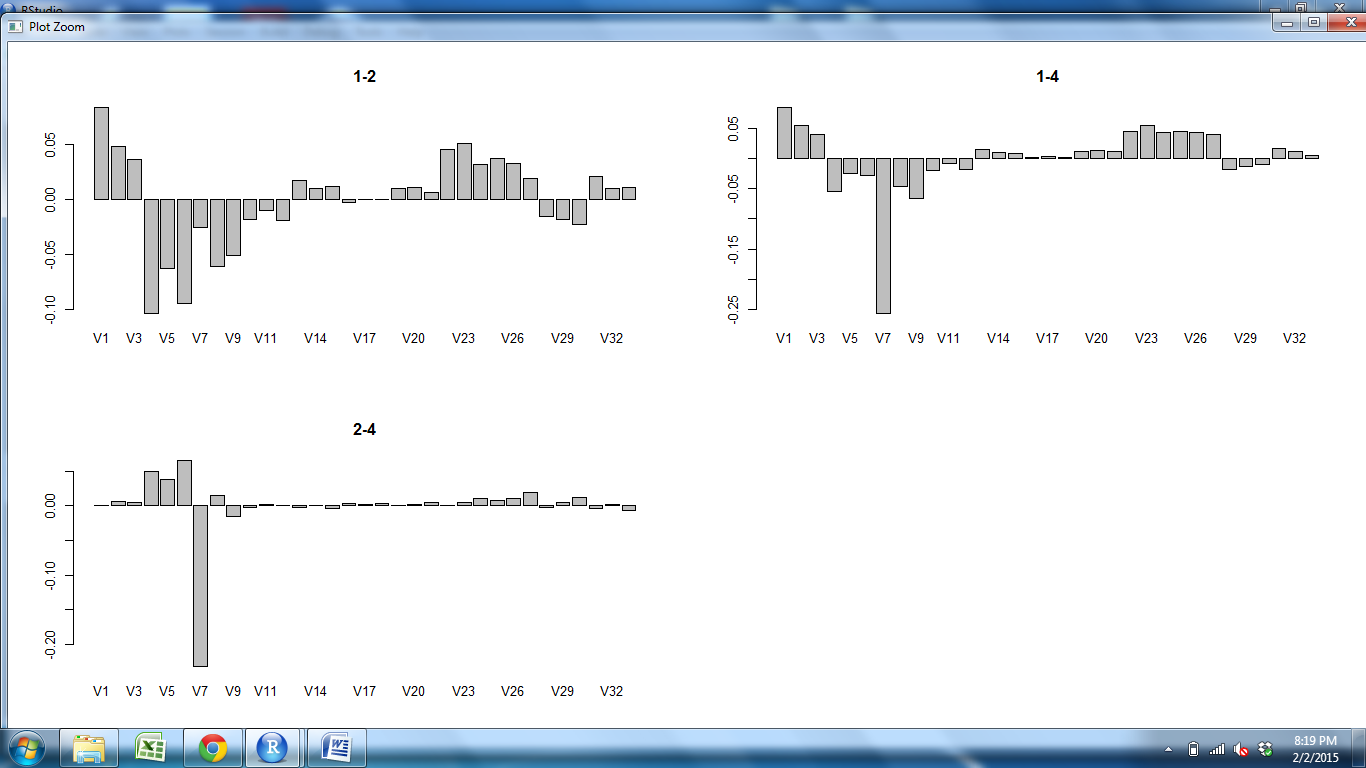 RStudio
Plot Zoom
1-2
0.05
0.00
-0.05
-0.10
V1 V3 V5 V7 V9 V11 V14 V17 V20 V23 V26 V29 V32
1-4
0.05
-0.05
-0.15
-0.25
V1 V3 V5 V7 V9 V11 V14 V17 V20 V23 V26 V29 V32
2-4
0.00
-0.10
-0.20
V1 V3 V5 V7 V9 V11 V14 V17 V20 V23 V26 V29 V32
R
W
8:19 PM
2/2/2015